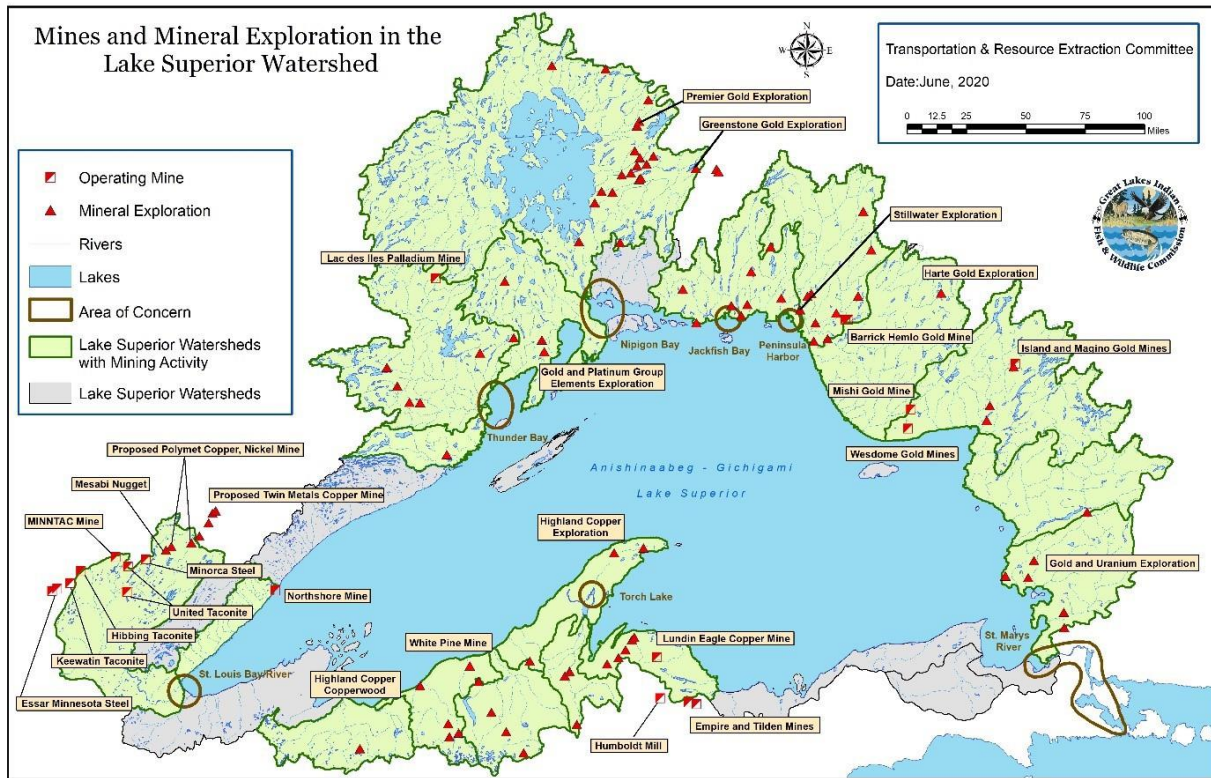 Mines and Mineral Exploration in the
Lake Superior Watershed
N
W
E
S
Transportation & Resource Extraction Committee
Date:June, 2020
0 12.5 25 50 75 100
Miles
Great Lakes Indian
Fish & Wildlife Commission
Operating Mine
Mineral Exploration
Rivers
Lakes
Area of Concern
Lake Superior Watersheds
with Mining Activity
Lake Superior Watersheds
Premier Gold Exploration
Greenstone Gold Exploration
Stillwater Exploration
Lac des Iles Palladium Mine
Harte Gold Exploration
Nipigon Bay
Jackfish Bay
Peninsula
Harbor
Barrick Hemlo Gold Mine
Island and Magino Gold Mines
Gold and Platinum Group
Elements Exploration
Mishi Gold Mine
Thunder Bay
Wesdome Gold Mines
Proposed Polymet Copper, Nickel Mine
Mesabi Nugget
Proposed Twin Metals Copper Mine
Anishinaabeg - Gichigami
Lake Superior
MINNTAC Mine
Highland Copper
Exploration
Minorca Steel
Gold and Uranium Exploration
Northshore Mine
Torch Lake
United Taconite
Hibbing Taconite
White Pine Mine
Lundin Eagle Copper Mine
St. Marys
River
Keewatin Taconite
St. Louis Bay/River
Highland Copper
Copperwood
Essar Minnesota Steel
Empire and Tilden Mines
Humboldt Mill